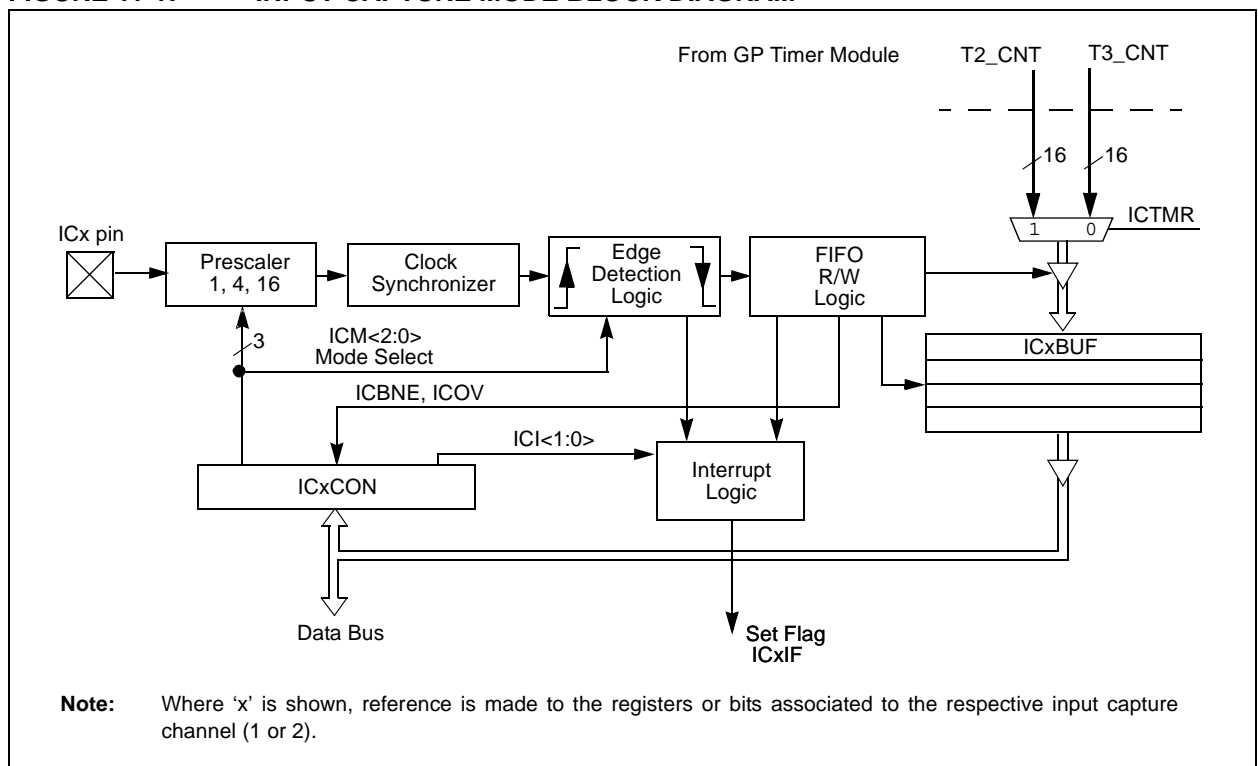 From GP Timer Module
T2_CNT
T3_CNT
16
16
1 0
ICTMR
ICx pin
Prescaler
1, 4, 16
Clock
Synchronizer
Edge
Detection
Logic
FIFO
R/W
Logic
3
ICM<2:0>
Mode Select
ICxBUF
ICBNE, ICOV
ICI<1:0>
ICxCON
Interrupt
Logic
Data Bus
Set Flag
ICxIF
Note: Where ‘x’ is shown, reference is made to the registers or bits associated to the respective input capture
channel (1 or 2).